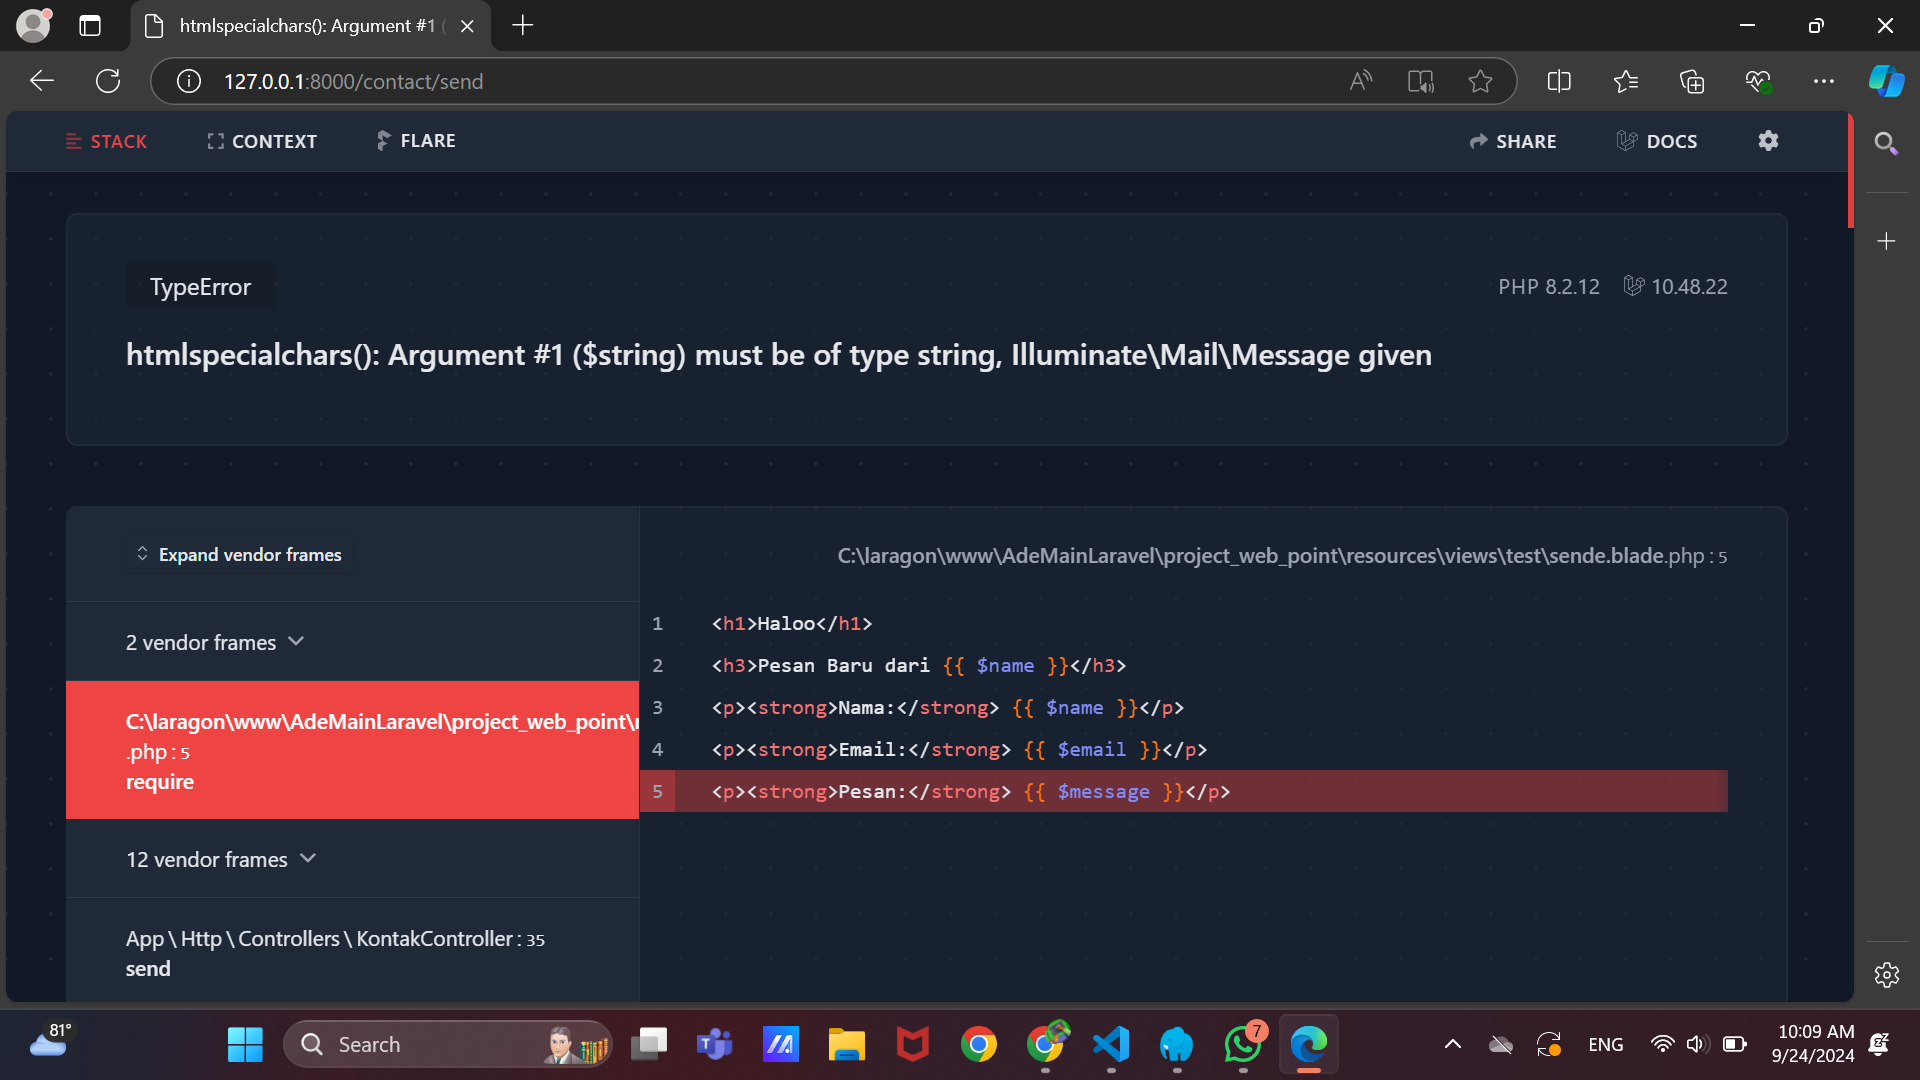 htmlspecialchars(): Argument #1 (
127.0.0.1:8000/contact/send
STACK
CONTEXT
FLARE
SHARE
DOCS
TypeError
PHP 8.2.12
10.48.22
htmlspecialchars(): Argument #1 ($string) must be of type string, Illuminate\Mail\Message given
Expand vendor frames
2 vendor frames
C:\laragon\www\AdeMainLaravel\project_web_point\
.php : 5
require
12 vendor frames
App \ Http \ Controllers \ KontakController : 35
send
C:\laragon\www\AdeMainLaravel\project_web_point\resources\views\test\sende.blade.php : 5
1 <h1>Haloo</h1>
2 <h3>Pesan Baru dari {{ $name }}</h3>
3 <p><strong>Nama:</strong> {{ $name }}</p>
4 <p><strong>Email:</strong> {{ $email }}</p>
5 <p><strong>Pesan:</strong> {{ $message }}</p>
81°
Search
7
ENG
10:09 AM
9/24/2024